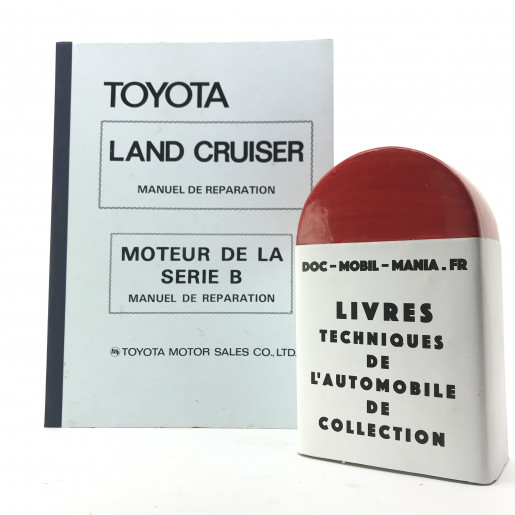 TOYOTA
LAND CRUISER
MANUEL DE REPARATION
MOTEUR DE LA
SERIE B
MANUEL DE REPARATION
TOYOTA MOTOR SALES CO., LTD.
DOC-MOBIL-MANIA.FR
LIVRES
TECHNIQUES
DE
L'AUTOMOBILE
DE
COLLECTION